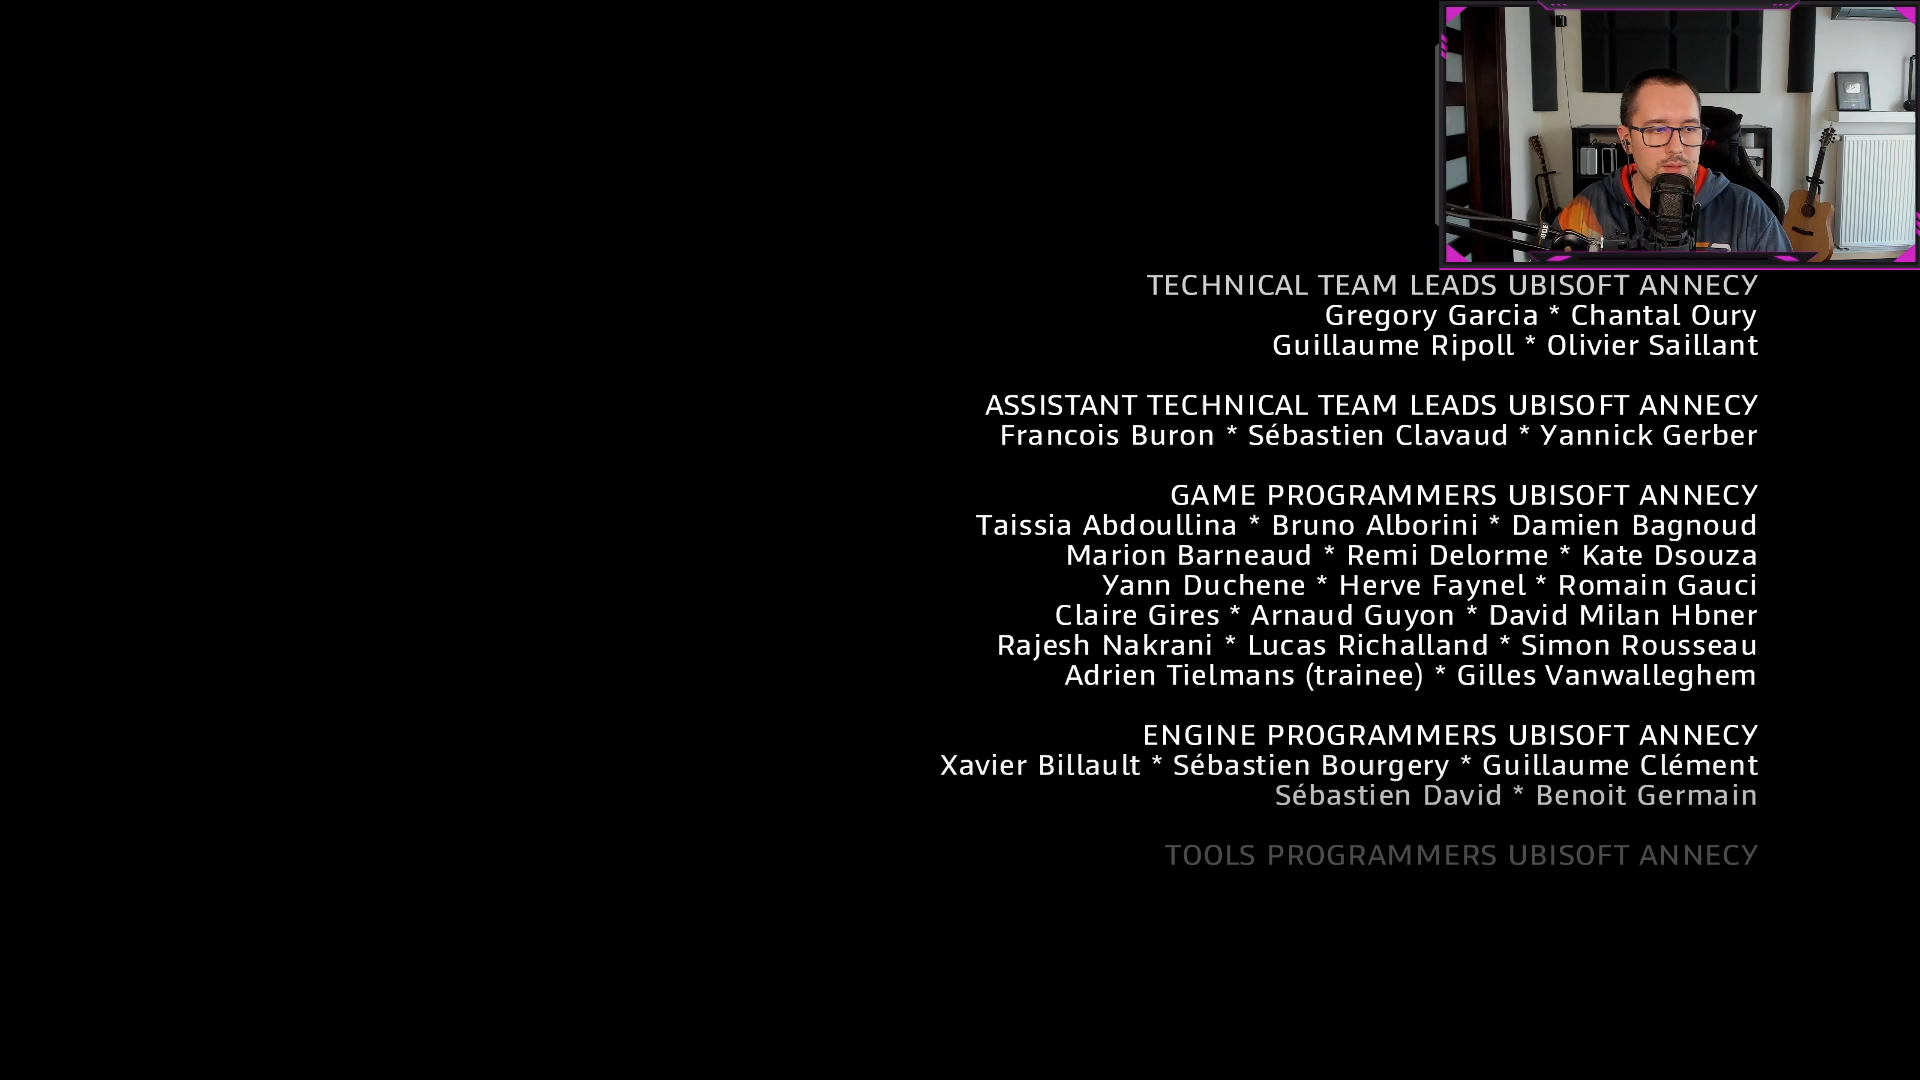 TECHNICAL TEAM LEADS UBISOFT ANNECY
Gregory Garcia * Chantal Oury
Guillaume Ripoll * Olivier Saillant
ASSISTANT TECHNICAL TEAM LEADS UBISOFT ANNECY
Francois Buron * Sébastien Clavaud * Yannick Gerber
GAME PROGRAMMERS UBISOFT ANNECY
Taissia Abdoullina * Bruno Alborini * Damien Bagnoud
Marion Barneaud * Remi Delorme * Kate Dsouza
Yann Duchene * Herve Faynel * Romain Gauci
Claire Gires * Arnaud Guyon * David Milan Hbner
Rajesh Nakrani * Lucas Richalland * Simon Rousseau
Adrien Tielmans (trainee) * Gilles Vanwalleghem
ENGINE PROGRAMMERS UBISOFT ANNECY
Xavier Billault * Sébastien Bourgery * Guillaume Clément
Sébastien David * Benoit Germain
TOOLS PROGRAMMERS UBISOFT ANNECY